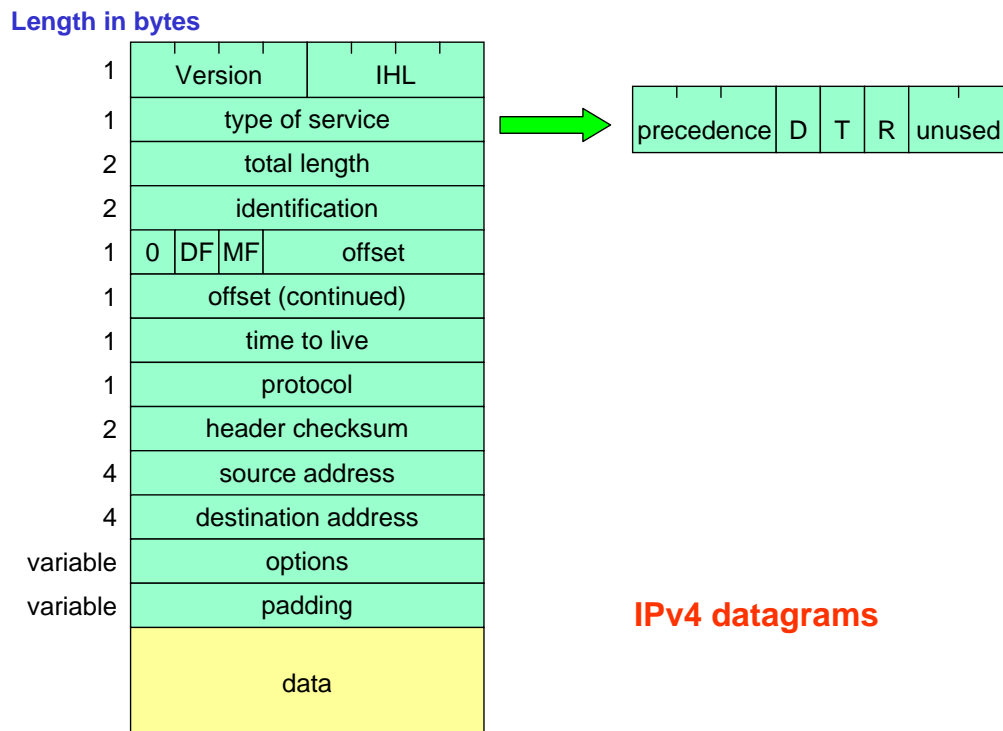 Length in bytes
1 Version IHL
1 type of service
precedence D T R unused
2 total length
2 identification
1 0 DF MF offset
1 offset (continued)
1 time to live
1 protocol
2 header checksum
4 source address
4 destination address
variable options
variable padding
IPv4 datagrams
data